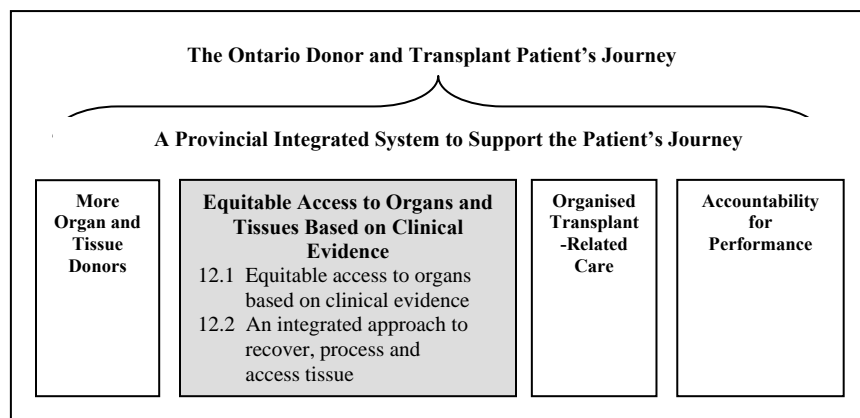 The Ontario Donor and Transplant Patient’s Journey
A Provincial Integrated System to Support the Patient’s Journey
More
Organ and
Tissue
Donors
Equitable Access to Organs and
Tissues Based on Clinical
Evidence
12.1 Equitable access to organs
based on clinical evidence
12.2 An integrated approach to
recover, process and
access tissue
Organised
Transplant
-Related
Care
Accountability
for
Performance